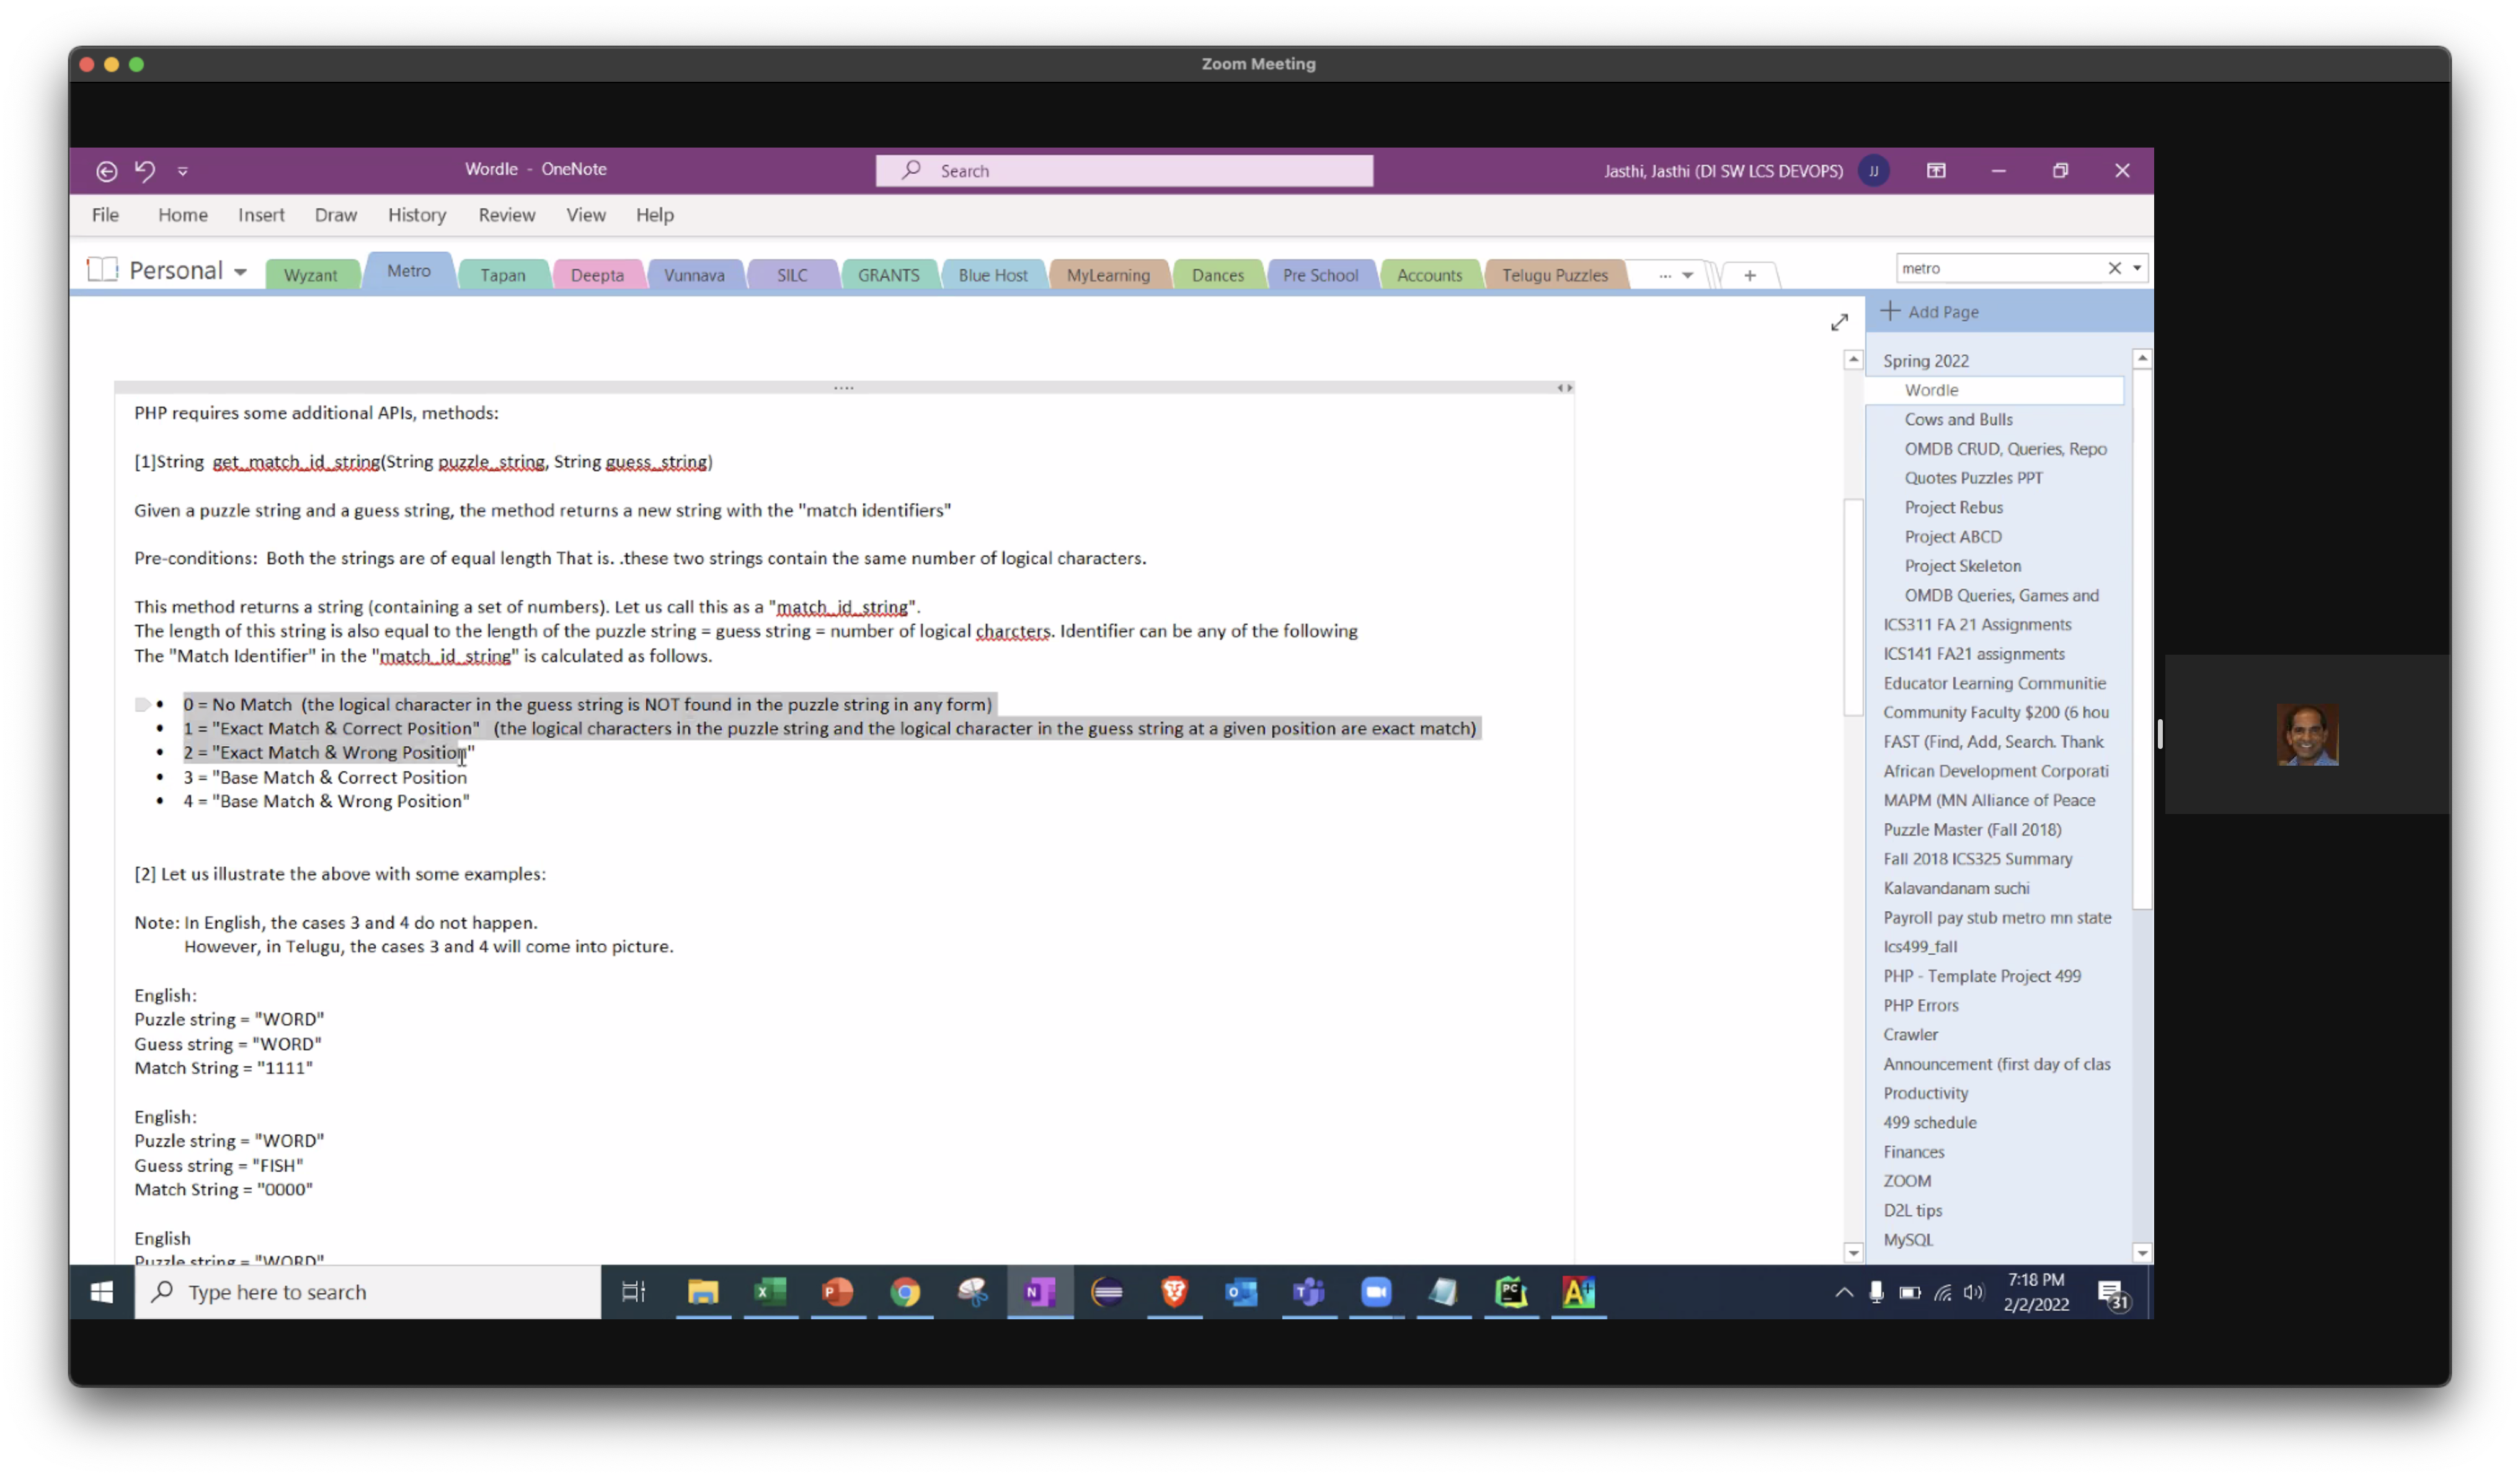 Zoom Meeting
Wordle - OneNote
Search
Jasthi, Jasthi (DI SW LCS DEVOPS)
JJ
File Home Insert Draw History Review View Help
Personal
Wyzant Metro Tapan Deepta Vunnava SILC GRANTS Blue Host MyLearning Dances Pre School Accounts Telugu Puzzles ...
metro
PHP requires some additional APIs, methods:
[1]String get_match_id_string(String puzzle_string, String guess_string)
Given a puzzle string and a guess string, the method returns a new string with the "match identifiers"
Pre-conditions: Both the strings are of equal length That is. .these two strings contain the same number of logical characters.
This method returns a string (containing a set of numbers). Let us call this as a "match_id_string".
The length of this string is also equal to the length of the puzzle string = guess string = number of logical charcters. Identifier can be any of the following
The "Match Identifier" in the "match_id_string" is calculated as follows.
• 0 = No Match (the logical character in the guess string is NOT found in the puzzle string in any form)
• 1 = "Exact Match & Correct Position" (the logical characters in the puzzle string and the logical character in the guess string at a given position are exact match)
• 2 = "Exact Match & Wrong Position"
• 3 = "Base Match & Correct Position
• 4 = "Base Match & Wrong Position"
[2] Let us illustrate the above with some examples:
Note: In English, the cases 3 and 4 do not happen.
However, in Telugu, the cases 3 and 4 will come into picture.
English:
Puzzle string = "WORD"
Guess string = "WORD"
Match String = "1111"
English:
Puzzle string = "WORD"
Guess string = "FISH"
Match String = "0000"
English
Puzzle string = "WORD"
Add Page
Spring 2022
Wordle
Cows and Bulls
OMDB CRUD, Queries, Repo
Quotes Puzzles PPT
Project Rebus
Project ABCD
Project Skeleton
OMDB Queries, Games and
ICS311 FA 21 Assignments
ICS141 FA21 assignments
Educator Learning Communitie
Community Faculty $200 (6 hou
FAST (Find, Add, Search. Thank
African Development Corporati
MAPM (MN Alliance of Peace
Puzzle Master (Fall 2018)
Fall 2018 ICS325 Summary
Kalavandanam suchi
Payroll pay stub metro mn state
Ics499_fall
PHP - Template Project 499
PHP Errors
Crawler
Announcement (first day of clas
Productivity
499 schedule
Finances
ZOOM
D2L tips
MySQL
Type here to search
7:18 PM
2/2/2022
31